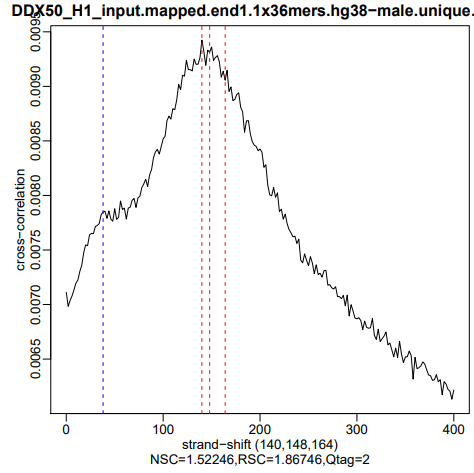 DDX50_H1_input.mapped.end1.1x36mers.hg38−male.unique.
0.0095
0.0090
0.0085
0.0080
0.0075
0.0070
0.0065
cross−correlation
0 100 200 300 400
strand−shift (140,148,164)
NSC=1.52246,RSC=1.86746,Qtag=2